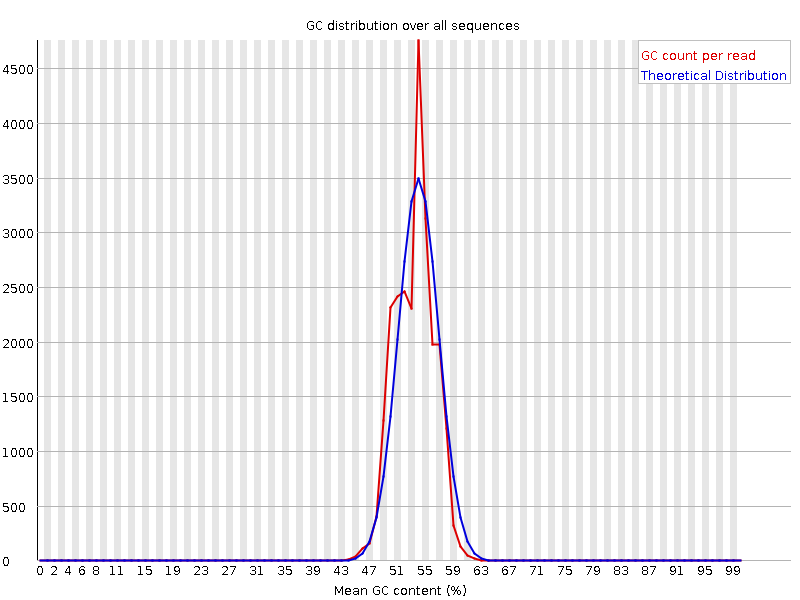 GC distribution over all sequences
GC count per read
Theoretical Distribution
4500
4000
3500
3000
2500
2000
1500
1000
500
0
0 2 4 6 8 11 15 19 23 27 31 35 39 43 47 51 55 59 63 67 71 75 79 83 87 91 95 99
Mean GC content (%)